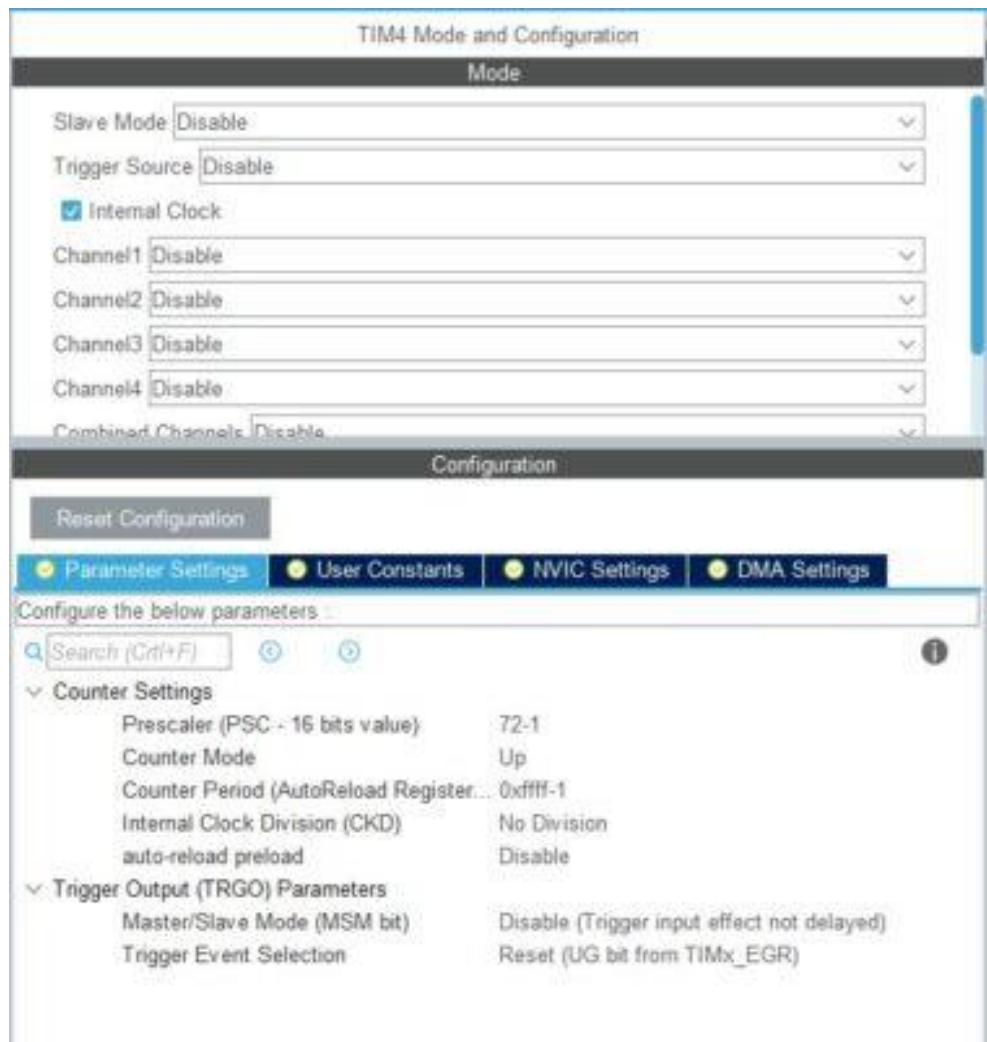 TIM4 Mode and Configuration
Mode
Slave Mode Disable
Trigger Source Disable
Internal Clock
Channel1 Disable
Channel2 Disable
Channel3 Disable
Channel4 Disable
Combined Channels Disable
Configuration
Reset Configuration
Parameter Settings User Constants NVIC Settings DMA Settings
Configure the below parameters :
Search (Crtl+F)
Counter Settings
Prescaler (PSC - 16 bits value) 72-1
Counter Mode Up
Counter Period (AutoReload Register... 0xffff-1
Internal Clock Division (CKD) No Division
auto-reload preload Disable
Trigger Output (TRGO) Parameters
Master/Slave Mode (MSM bit) Disable (Trigger input effect not delayed)
Trigger Event Selection Reset (UG bit from TIMx_EGR)